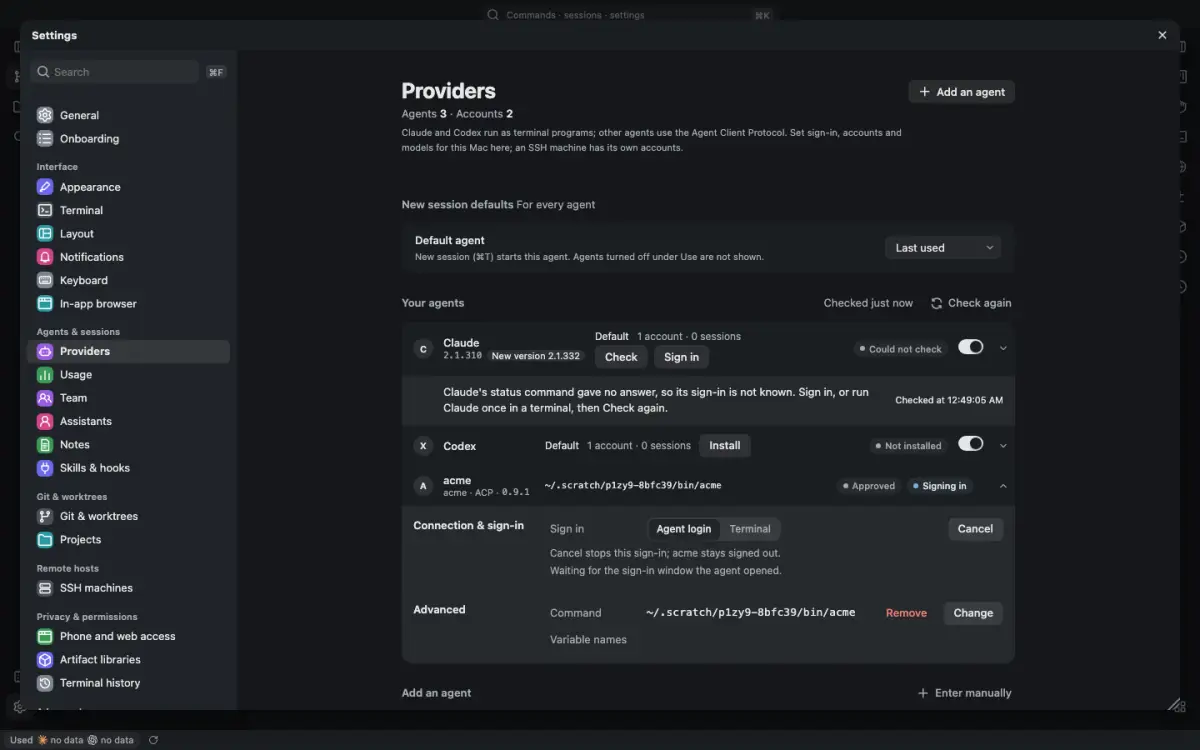 Commands · sessions · settings ⌘K
Settings
Search ⌘F
General
Onboarding
Interface
Appearance
Terminal
Layout
Notifications
Keyboard
In-app browser
Agents & sessions
Providers
Usage
Team
Assistants
Notes
Skills & hooks
Git & worktrees
Git & worktrees
Projects
Remote hosts
SSH machines
Privacy & permissions
Phone and web access
Artifact libraries
Terminal history
Providers
+ Add an agent
Agents 3 · Accounts 2
Claude and Codex run as terminal programs; other agents use the Agent Client Protocol. Set sign-in, accounts and
models for this Mac here; an SSH machine has its own accounts.
New session defaults For every agent
Default agent
New session (⌘T) starts this agent. Agents turned off under Use are not shown.
Last used
Your agents
Checked just now
Check again
C
Claude
2.1.310 New version 2.1.332
Default 1 account · 0 sessions
Check
Sign in
Could not check
Claude's status command gave no answer, so its sign-in is not known. Sign in, or run
Claude once in a terminal, then Check again.
Checked at 12:49:05 AM
X
Codex
Default 1 account · 0 sessions
Install
Not installed
A
acme
acme · ACP · 0.9.1
~/.scratch/p1zy9-8bfc39/bin/acme
Approved
Signing in
Connection & sign-in
Sign in
Agent login
Terminal
Cancel
Cancel stops this sign-in; acme stays signed out.
Waiting for the sign-in window the agent opened.
Advanced
Command
~/.scratch/p1zy9-8bfc39/bin/acme
Remove
Change
Variable names
Add an agent
+ Enter manually
Used no data no data